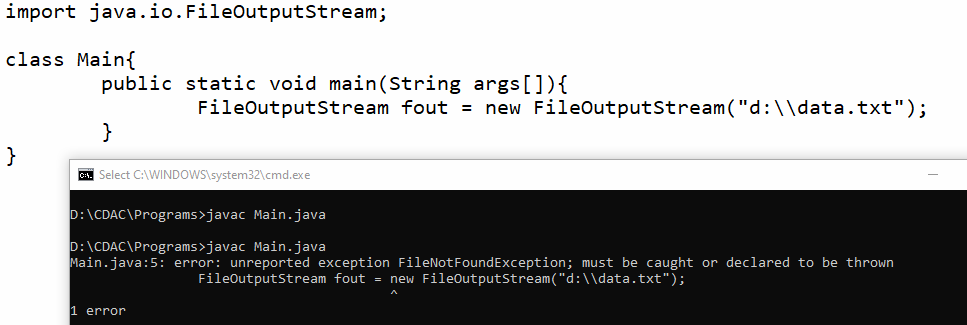 import java.io.FileOutputStream;
class Main{
public static void main(String args[]){
FileOutputStream fout = new FileOutputStream("d:\\data.txt");
}
}
Select C:\WINDOWS\system32\cmd.exe
D:\CDAC\Programs>javac Main.java
D:\CDAC\Programs>javac Main.java
Main.java:5: error: unreported exception FileNotFoundException; must be caught or declared to be thrown
FileOutputStream fout = new FileOutputStream("d:\\data.txt");
^
1 error